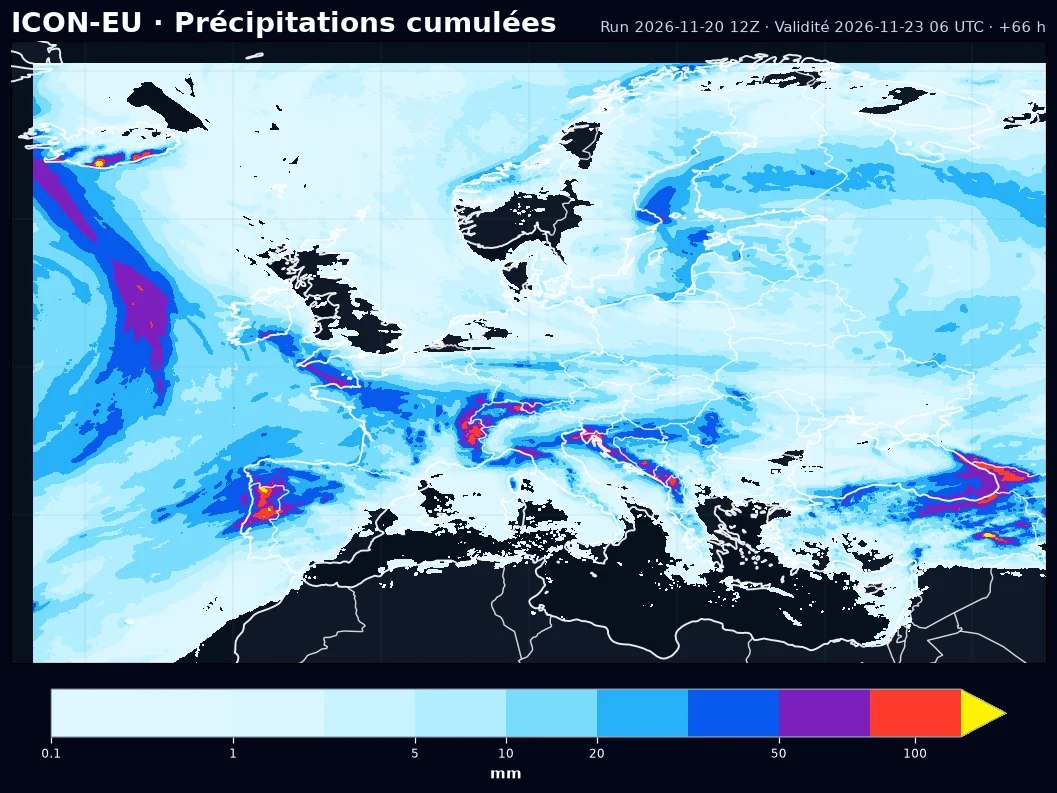 ICON-EU · Précipitations cumulées
Run 2026-11-20 12Z · Validité 2026-11-23 06 UTC · +66 h
0.1 1 5 10 20 50 100
mm